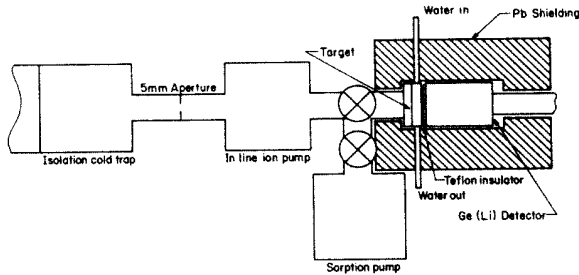 Water in
Pb Shielding
Target
5mm Aperture
Isolation cold trap
In line ion pump
Teflon insulator
Water out
Ge (Li) Detector
Sorption pump